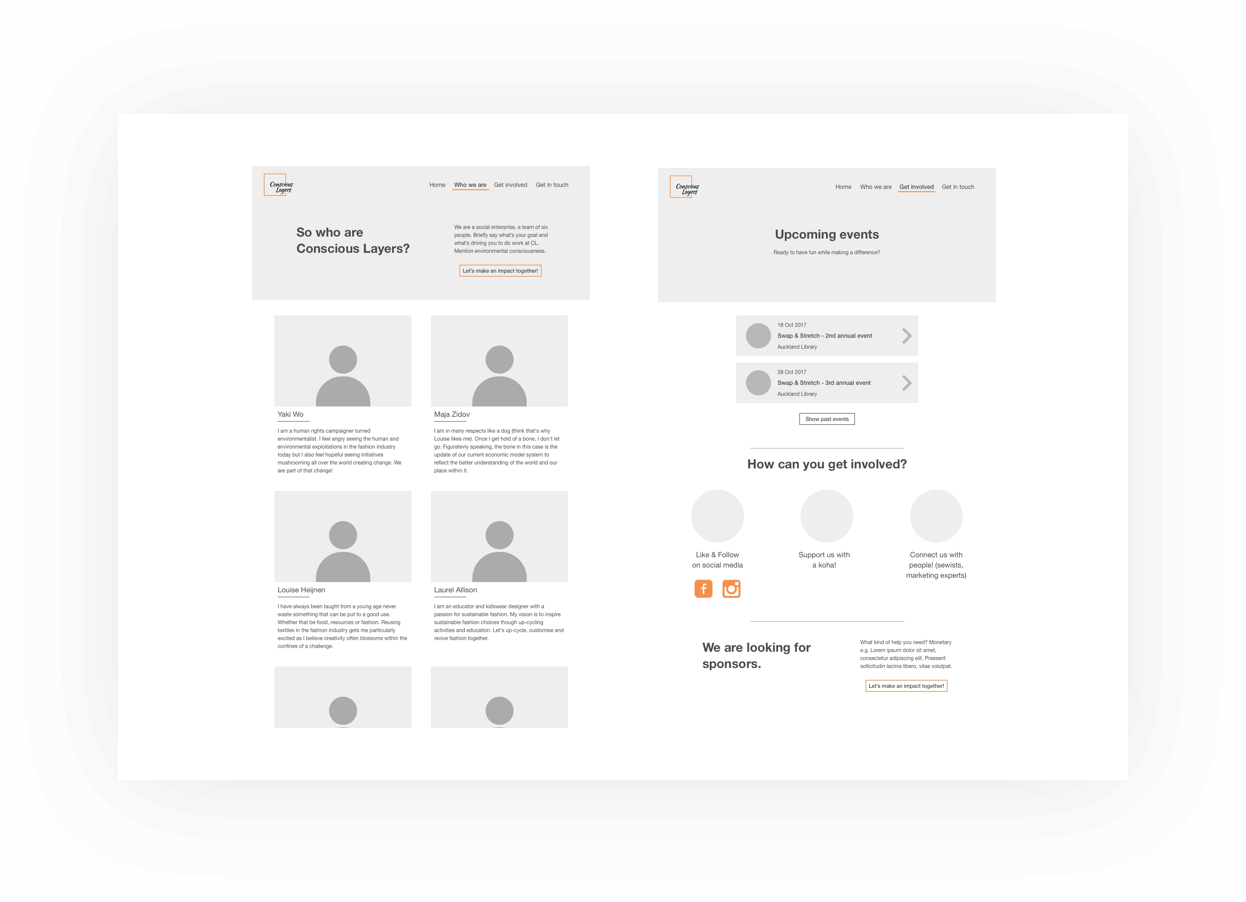 Conscious
Layers
Home Who we are Get involved Get in touch
So who are
Conscious Layers?
We are a social enterprise, a team of six
people. Briefly say what's your goal and
what's driving you to do work at CL.
Mention environmental consciousness.
Let's make an impact together!
Yaki Wo
I am a human rights campaigner turned
environmentalist. I feel angry seeing the human and
environmental exploitations in the fashion industry
today but I also feel hopeful seeing initiatives
mushrooming all over the world creating change. We
are part of that change!
Maja Zidov
I am in many respects like a dog (think that's why
Louise likes me). Once I get hold of a bone, I don't let
go. Figuratevly speaking, the bone in this case is the
update of our current economic model system to
reflect the better understanding of the world and our
place within it.
Louise Heijnen
I have always been taught from a young age never
waste something that can be put to a good use.
Whether that be food, resources or fashion. Reusing
textiles in the fashion industry gets me particularly
excited as I believe creativity often blossoms within the
confines of a challenge.
Laurel Allison
I am an educator and kidswear designer with a
passion for sustainable fashion. My vision is to inspire
sustainable fashion choices though up-cycling
activities and education. Let's up-cycle, customise and
revive fashion together.
Conscious
Layers
Home Who we are Get involved Get in touch
Upcoming events
Ready to have fun while making a difference?
18 Oct 2017
Swap & Stretch - 2nd annual event
Auckland Library
28 Oct 2017
Swap & Stretch - 3rd annual event
Auckland Library
Show past events
How can you get involved?
Like & Follow
on social media
Support us with
a koha!
Connect us with
people! (sewists,
marketing experts)
We are looking for
sponsors.
What kind of help you need? Monetary
e.g. Lorem ipsum dolor sit amet,
consectetur adipiscing elit. Praesent
sollicitudin lacinia libero, vitae volutpat.
Let's make an impact together!